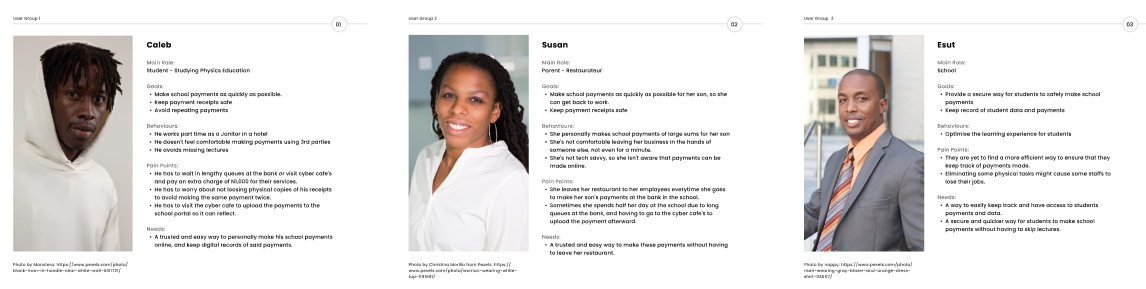 User Group 1
01
Caleb
Main Role:
Student - Studying Physics Education
Goals:
• Make school payments as quickly as possible.
• Keep payment receipts safe
• Avoid repeating payments
Behaviours:
• He works part time as a Janitor in a hotel
• He doesn't feel comfortable making payments using 3rd parties
• He avoids missing lectures
Pain Points:
• He has to wait in lengthy queues at the bank or visit cyber cafe's
and pay an extra charge of N1,000 for their services.
• He has to worry about not loosing physical copies of his receipts
to avoid making the same payment twice.
• He has to visit the cyber cafe to upload the payments to the
school portal so it can reflect.
Needs:
• A trusted and easy way to personally make his school payments
online, and keep digital records of said payments.
Photo by Monstera: https://www.pexels.com/photo/
black-man-in-hoodie-near-white-wall-
User Group 2
02
Susan
Main Role:
Parent - Restaurateur
Goals:
• Make school payments as quickly as possible for her son, so she
can get back to work.
• Keep payment receipts safe
Behaviours:
• She personally makes school payments of large sums for her son
• She's not comfortable leaving her business in the hands of
someone else, not even for a minute.
• She's not tech savvy, so she isn't aware that payments can be
made online.
Pain Points:
• She leaves her restaurant to her employees everytime she goes
to make her son's payments at the bank in the school.
• Sometimes she spends half her day at the school due to long
queues at the bank, and having to go to the cyber cafe's to
upload the payment afterward.
Needs:
• A trusted and easy way to make these payments without having
to leave her restaurant.
Photo by Christina Morillo from Pexels: https://
www.pexels.com/photo/woman-wearing-white-
User Group 3
03
Esut
Main Role:
School
Goals:
• Provide a secure way for students to safely make school
payments
• Keep record of student data and payments
Behaviours:
• Optimise the learning experience for students
Pain Points:
• They are yet to find a more efficient way to ensure that they
keep track of payments made.
• Eliminating some physical tasks might cause some staffs to
lose their jobs.
Needs:
• A way to easily keep track and have access to students
payments and data.
• A secure and quicker way for students to make school
payments without having to skip lectures.
Photo by nappy: https://www.pexels.com/photo/
man-wearing-gray-blazer-and-orange-dress-